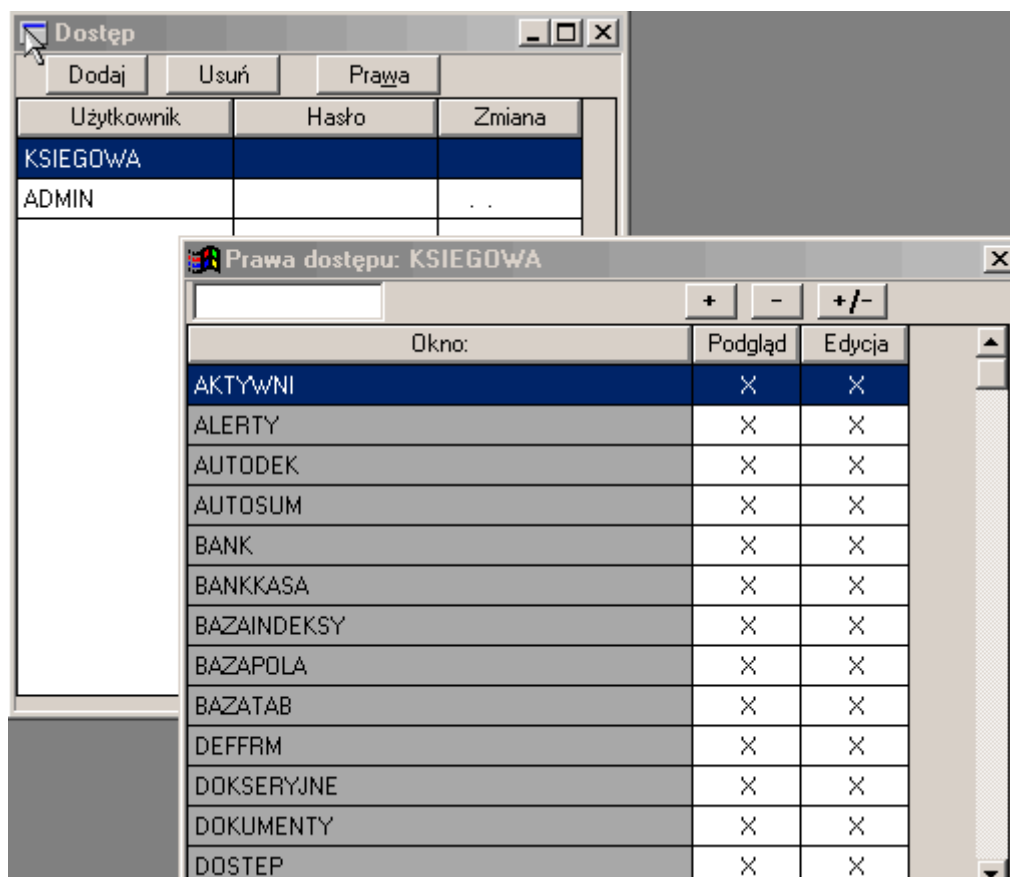 Dostęp
Dodaj Usuń Prawa
Użytkownik Hasło Zmiana
KSIEGOWA
ADMIN . .
Prawa dostępu: KSIEGOWA
+ - +/-
Okno: Podgląd Edycja
AKTYWNI X X
ALERTY X X
AUTODEK X X
AUTOSUM X X
BANK X X
BANKKASA X X
BAZAINDEKSY X X
BAZAPOLA X X
BAZATAB X X
DEFFRM X X
DOKSERYJNE X X
DOKUMENTY X X
DOSTEP X X